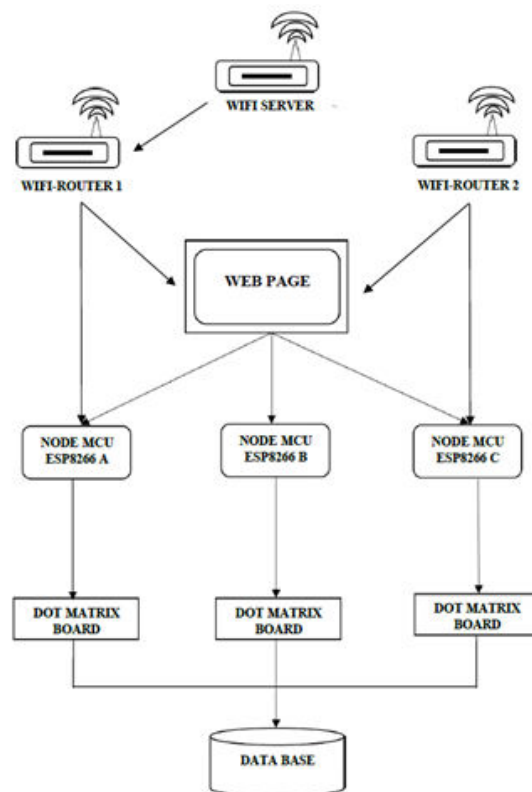 WIFI SERVER
WIFI-ROUTER 1
WIFI-ROUTER 2
WEB PAGE
NODE MCU
ESP8266 A
NODE MCU
ESP8266 B
NODE MCU
ESP8266 C
DOT MATRIX
BOARD
DOT MATRIX
BOARD
DOT MATRIX
BOARD
DATA BASE